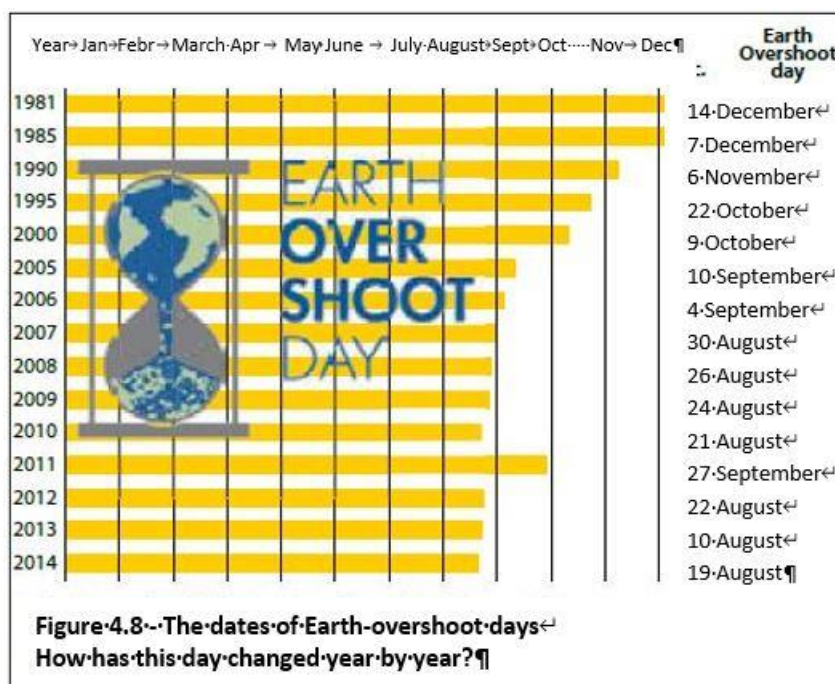 Year→Jan→Febr→March·Apr→May·June→July·August→Sept→Oct·····Nov→Dec¶
Earth
Overshoot
day
1981 14·December↵
1985 7·December↵
1990 6·November↵
1995 22·October↵
2000 9·October↵
2005 10·September↵
2006 4·September↵
2007 30·August↵
2008 26·August↵
2009 24·August↵
2010 21·August↵
2011 27·September↵
2012 22·August↵
2013 10·August↵
2014 19·August¶
EARTH
OVER
SHOOT
DAY
Figure·4.8·-·The·dates·of·Earth-overshoot·days↵
How·has·this·day·changed·year·by·year?¶